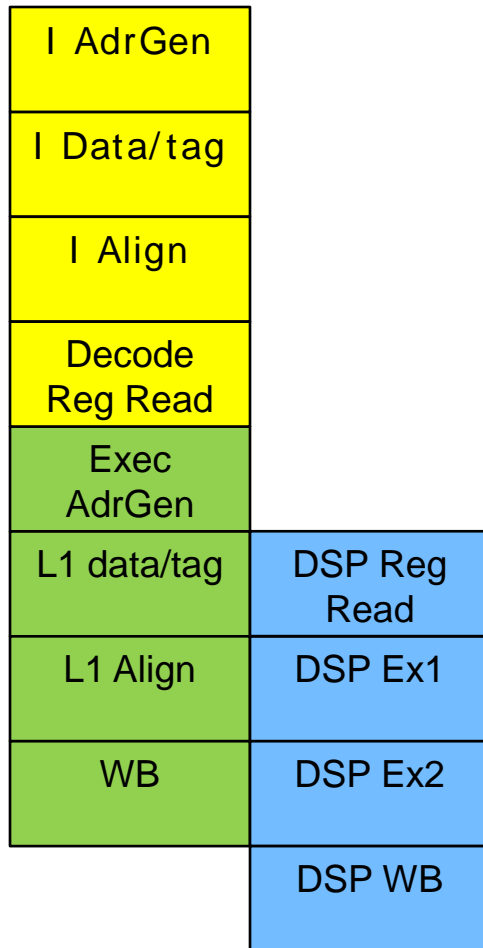 I AdrGen
I Data/tag
I Align
Decode
Reg Read
Exec
AdrGen
L1 data/tag
DSP Reg
Read
L1 Align
DSP Ex1
WB
DSP Ex2
DSP WB